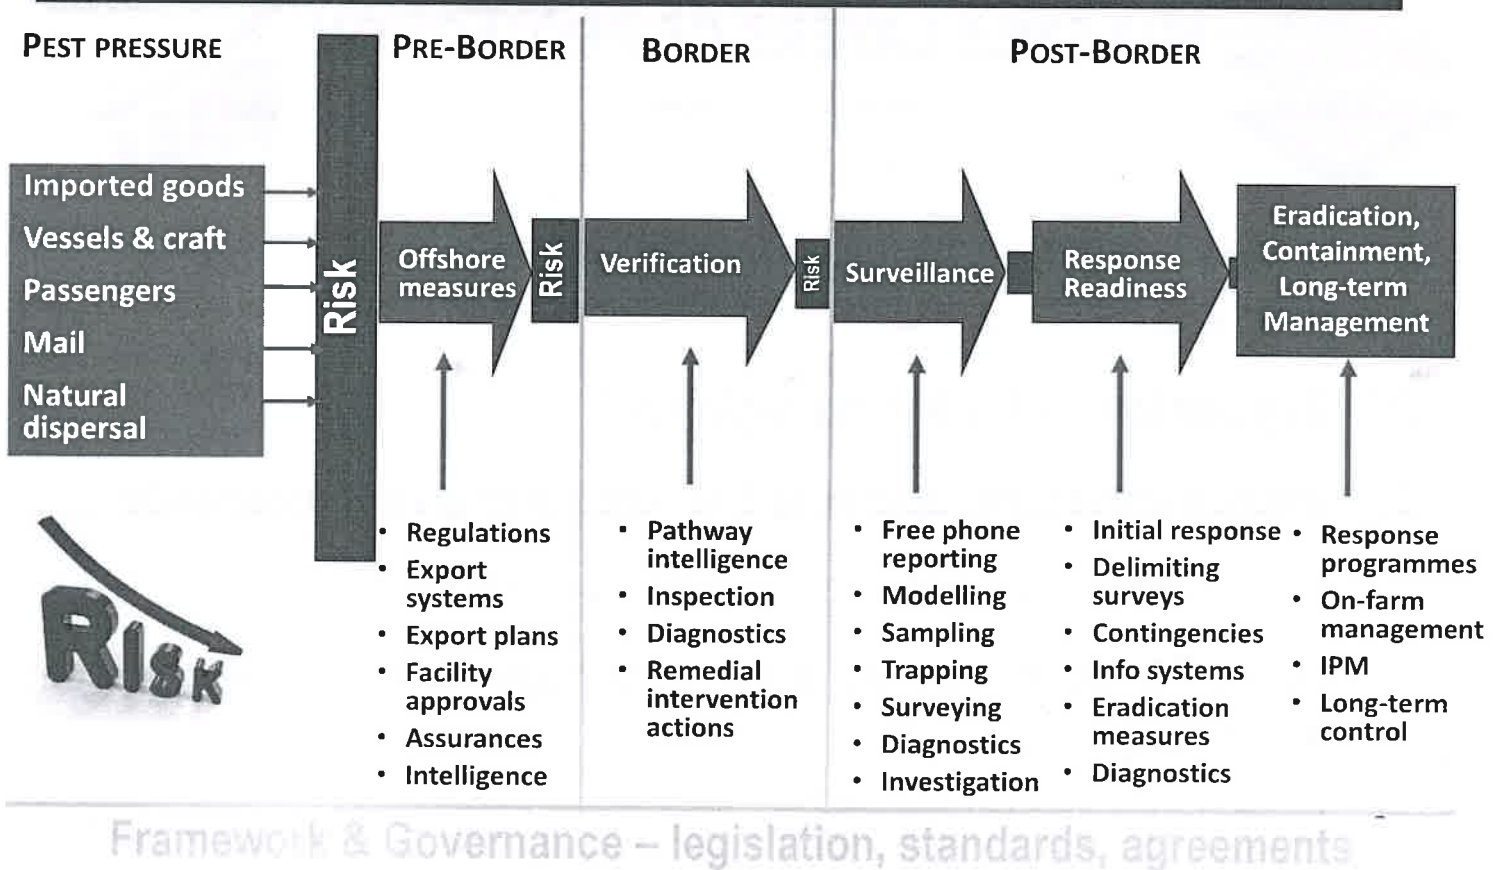 PEST PRESSURE
PRE-BORDER
BORDER
POST-BORDER
Imported goods
Vessels & craft
Passengers
Mail
Natural
dispersal
Risk
Offshore
measures
Risk
Verification
Risk
Surveillance
Response
Readiness
Eradication,
Containment,
Long-term
Management
RISK
• Regulations
• Export
systems
• Export plans
• Facility
approvals
• Assurances
• Intelligence
• Pathway
intelligence
• Inspection
• Diagnostics
• Remedial
intervention
actions
• Free phone
reporting
• Modelling
• Sampling
• Trapping
• Surveying
• Diagnostics
• Investigation
• Initial response
• Delimiting
surveys
• Contingencies
• Info systems
• Eradication
measures
• Diagnostics
• Response
programmes
• On-farm
management
• IPM
• Long-term
control
Framework & Governance – legislation, standards, agreements